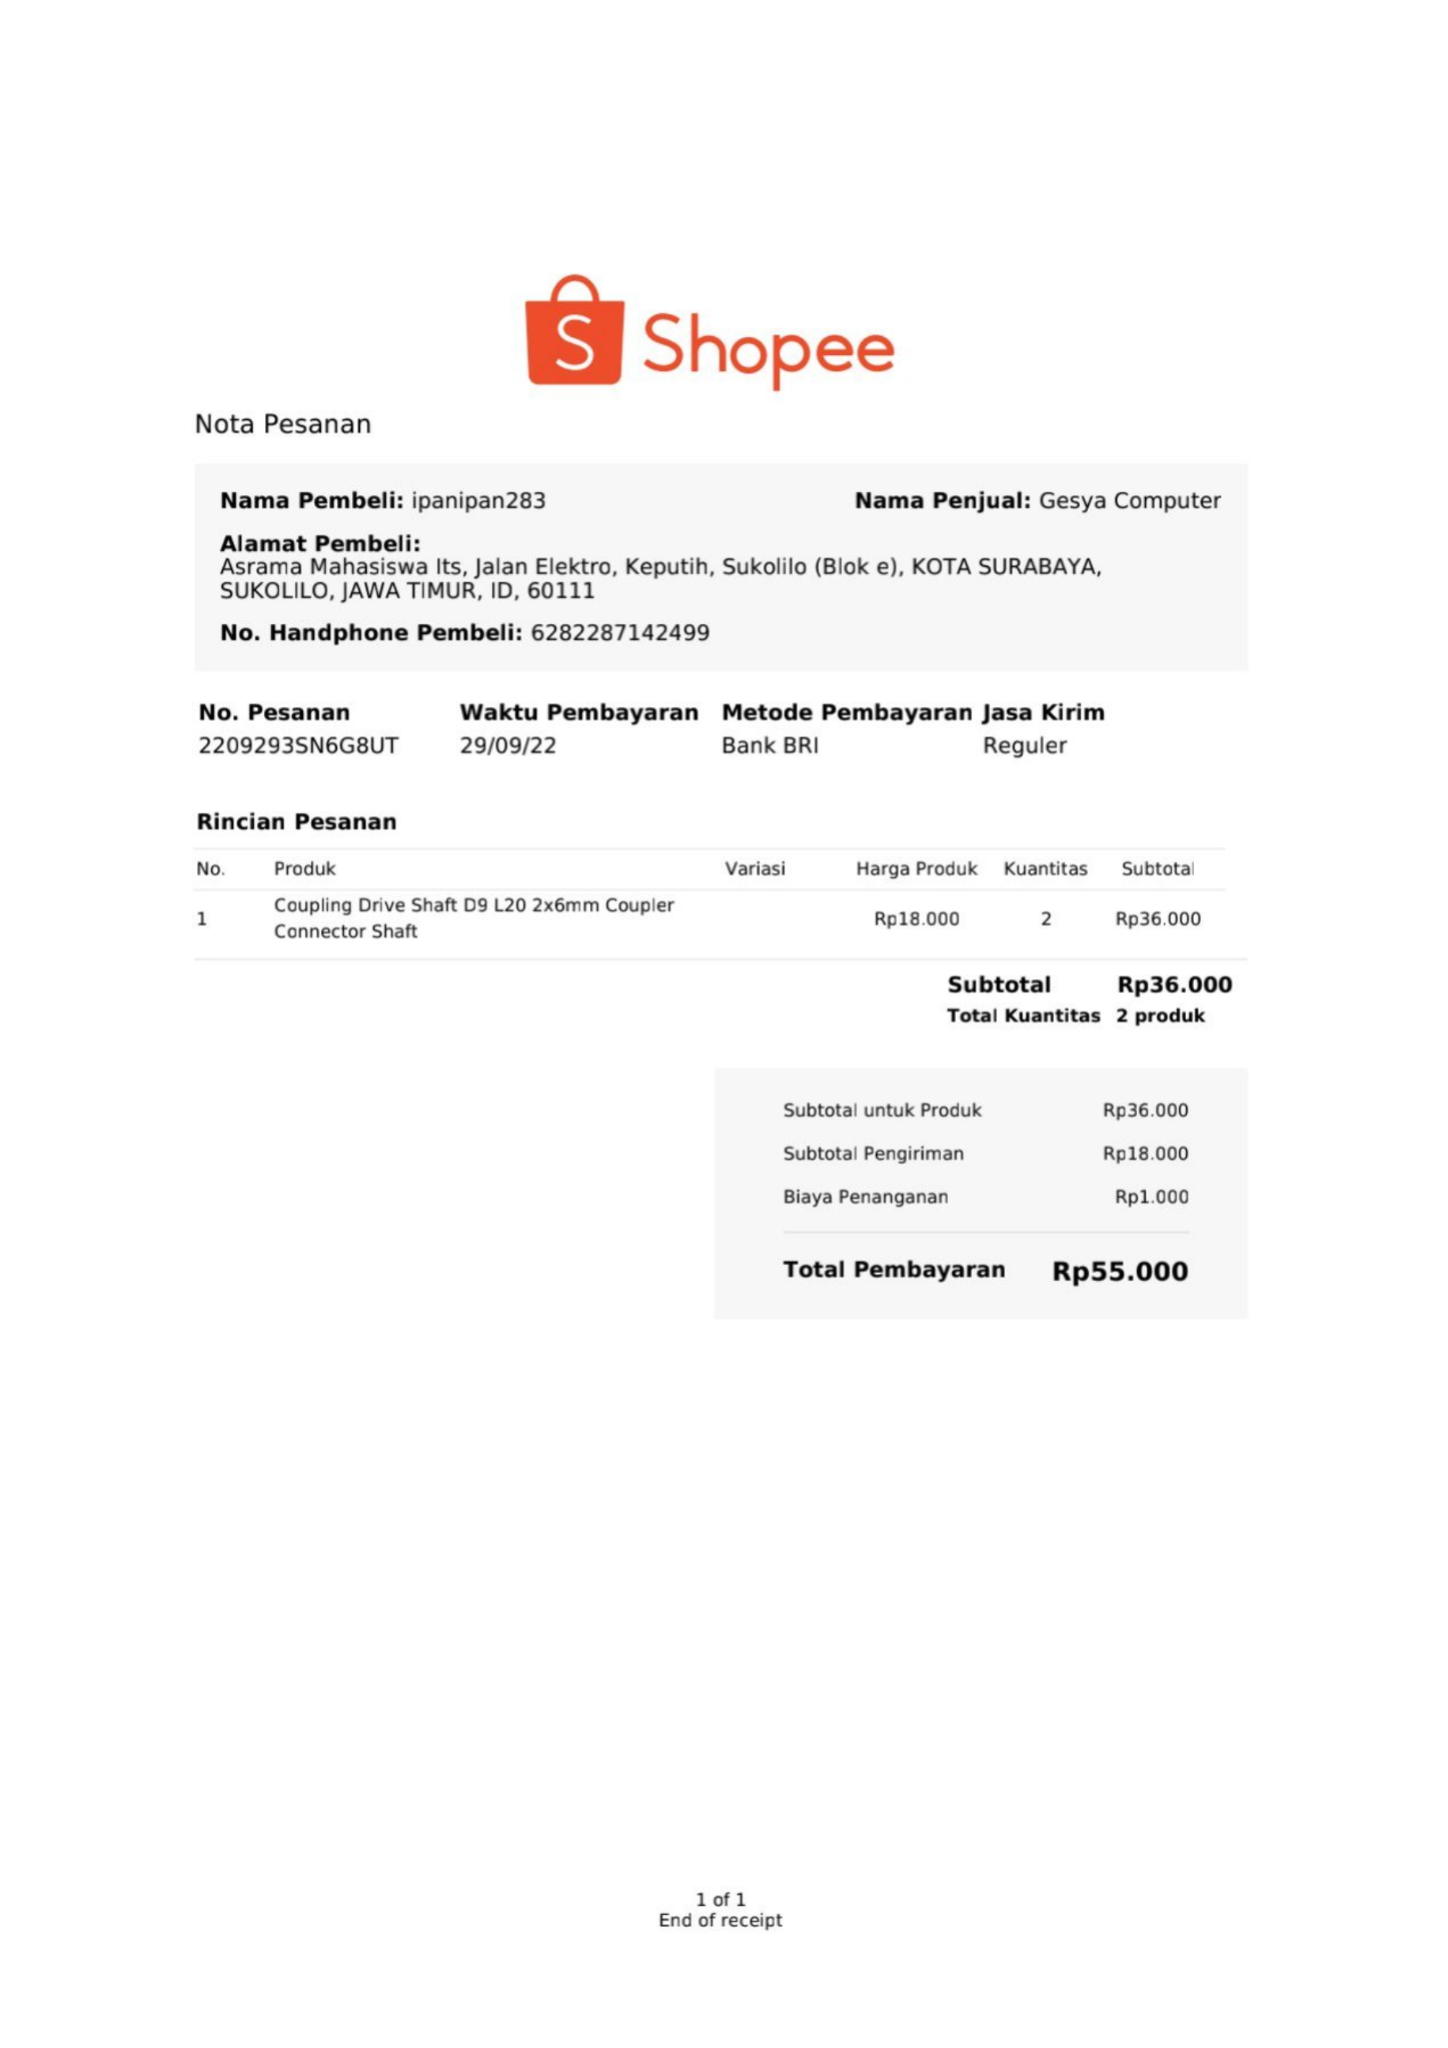 S Shopee
Nota Pesanan
Nama Pembeli: ipanipan283
Nama Penjual: Gesya Computer
Alamat Pembeli:
Asrama Mahasiswa Its, Jalan Elektro, Keputih, Sukolilo (Blok e), KOTA SURABAYA,
SUKOLILO, JAWA TIMUR, ID, 60111
No. Handphone Pembeli: 6282287142499
No. Pesanan Waktu Pembayaran Metode Pembayaran Jasa Kirim
2209293SN6G8UT 29/09/22 Bank BRI Reguler
Rincian Pesanan
No. Produk Variasi Harga Produk Kuantitas Subtotal
1 Coupling Drive Shaft D9 L20 2x6mm Coupler
Connector Shaft Rp18.000 2 Rp36.000
Subtotal Rp36.000
Total Kuantitas 2 produk
Subtotal untuk Produk Rp36.000
Subtotal Pengiriman Rp18.000
Biaya Penanganan Rp1.000
Total Pembayaran Rp55.000
1 of 1
End of receipt